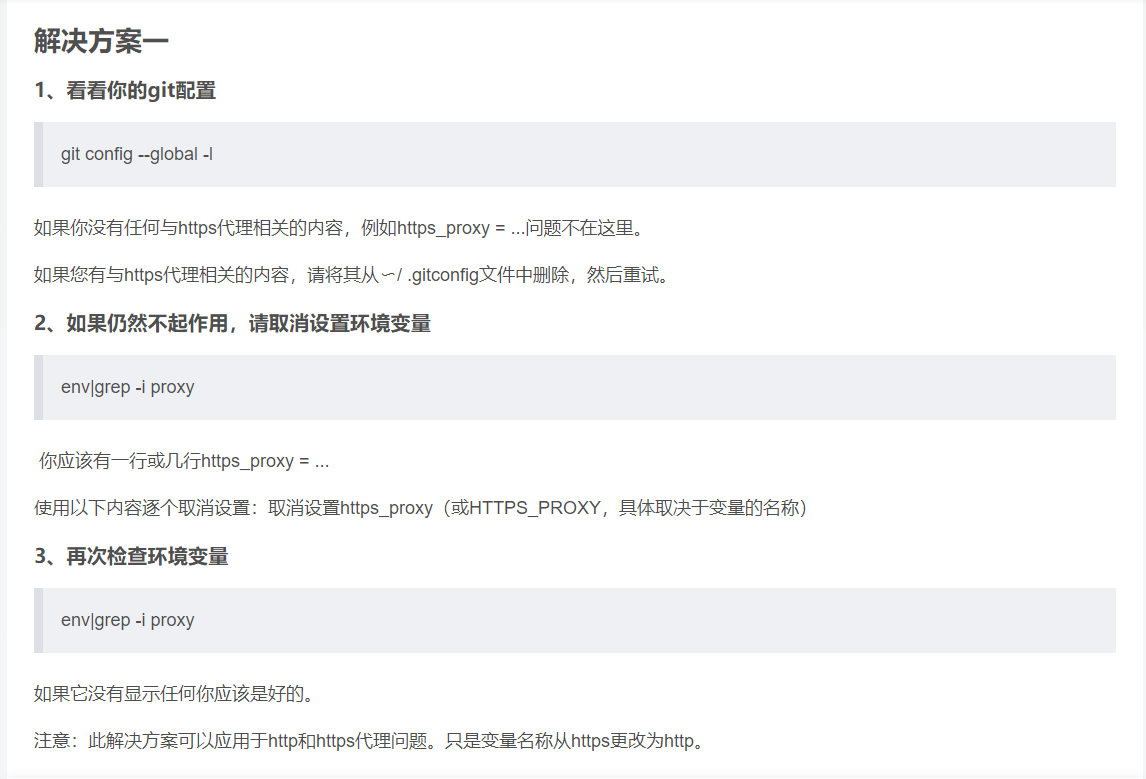 解决方案一
1、看看你的git配置
git config --global -l
如果你没有任何与https代理相关的内容，例如https_proxy = ...问题不在这里。
如果您有与https代理相关的内容，请将其从∽/ .gitconfig文件中删除，然后重试。
2、如果仍然不起作用，请取消设置环境变量
env|grep -i proxy
你应该有一行或几行https_proxy = ...
使用以下内容逐个取消设置：取消设置https_proxy（或HTTPS_PROXY，具体取决于变量的名称）
3、再次检查环境变量
env|grep -i proxy
如果它没有显示任何你应该是好的。
注意：此解决方案可以应用于http和https代理问题。只是变量名称从https更改为http。